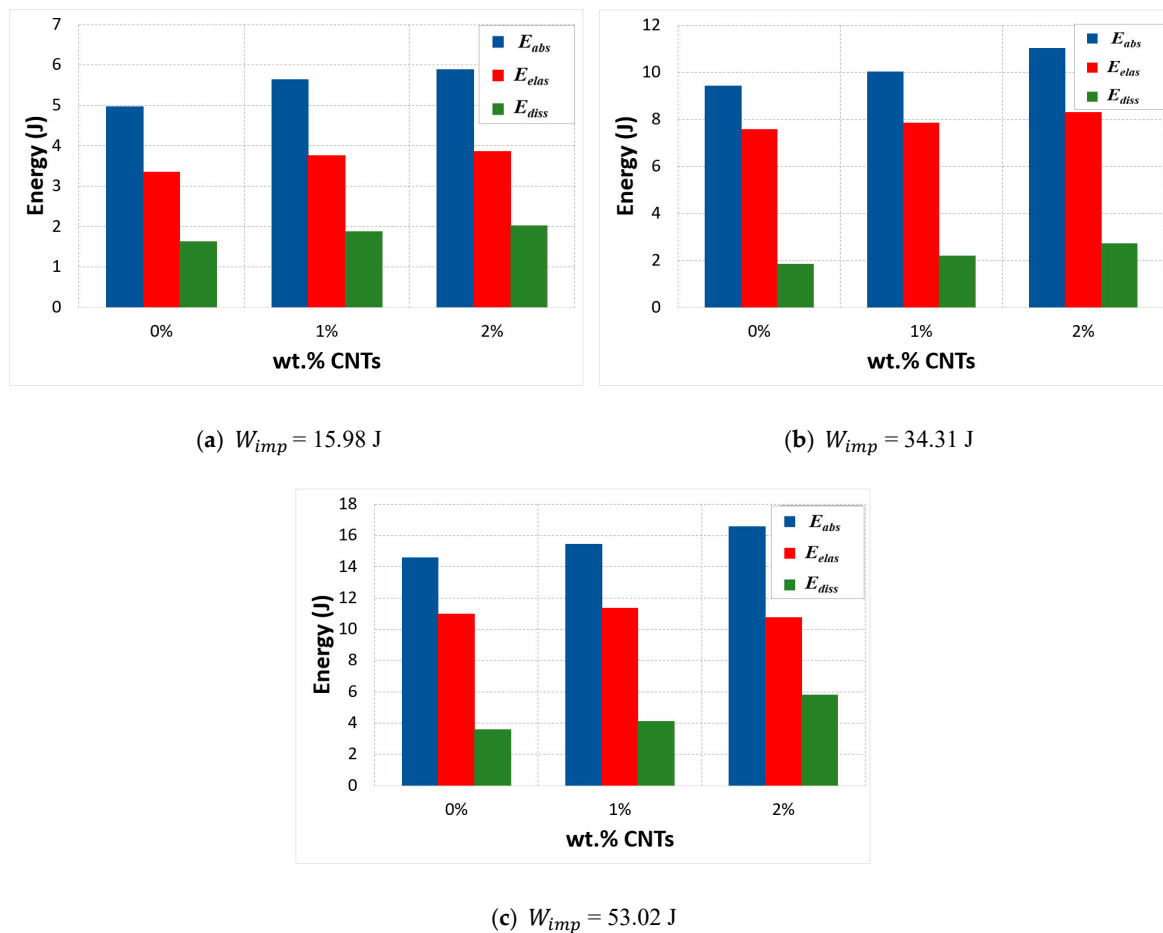 7
6
5
4
3
2
1
0
Energy (J)
E_abs
E_elas
E_diss
0% 1% 2%
wt.% CNTs
(a) W_imp = 15.98 J
12
10
8
6
4
2
0
Energy (J)
E_abs
E_elas
E_diss
0% 1% 2%
wt.% CNTs
(b) W_imp = 34.31 J
18
16
14
12
10
8
6
4
2
0
Energy (J)
E_abs
E_elas
E_diss
0% 1% 2%
wt.% CNTs
(c) W_imp = 53.02 J